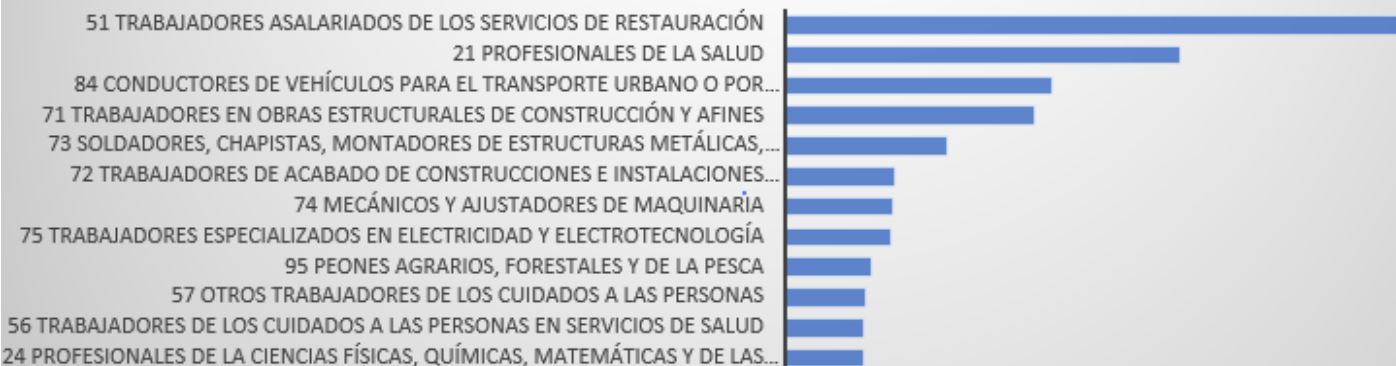 51 TRABAJADORES ASALARIADOS DE LOS SERVICIOS DE RESTAURACIÓN
21 PROFESIONALES DE LA SALUD
84 CONDUCTORES DE VEHÍCULOS PARA EL TRANSPORTE URBANO O POR...
71 TRABAJADORES EN OBRAS ESTRUCTURALES DE CONSTRUCCIÓN Y AFINES
73 SOLDADORES, CHAPISTAS, MONTADORES DE ESTRUCTURAS METÁLICAS,...
72 TRABAJADORES DE ACABADO DE CONSTRUCCIONES E INSTALACIONES...
74 MECÁNICOS Y AJUSTADORES DE MAQUINARIA
75 TRABAJADORES ESPECIALIZADOS EN ELECTRICIDAD Y ELECTROTECNOLOGÍA
95 PEONES AGRARIOS, FORESTALES Y DE LA PESCA
57 OTROS TRABAJADORES DE LOS CUIDADOS A LAS PERSONAS
56 TRABAJADORES DE LOS CUIDADOS A LAS PERSONAS EN SERVICIOS DE SALUD
24 PROFESIONALES DE LA CIENCIAS FÍSICAS, QUÍMICAS, MATEMÁTICAS Y DE LAS...